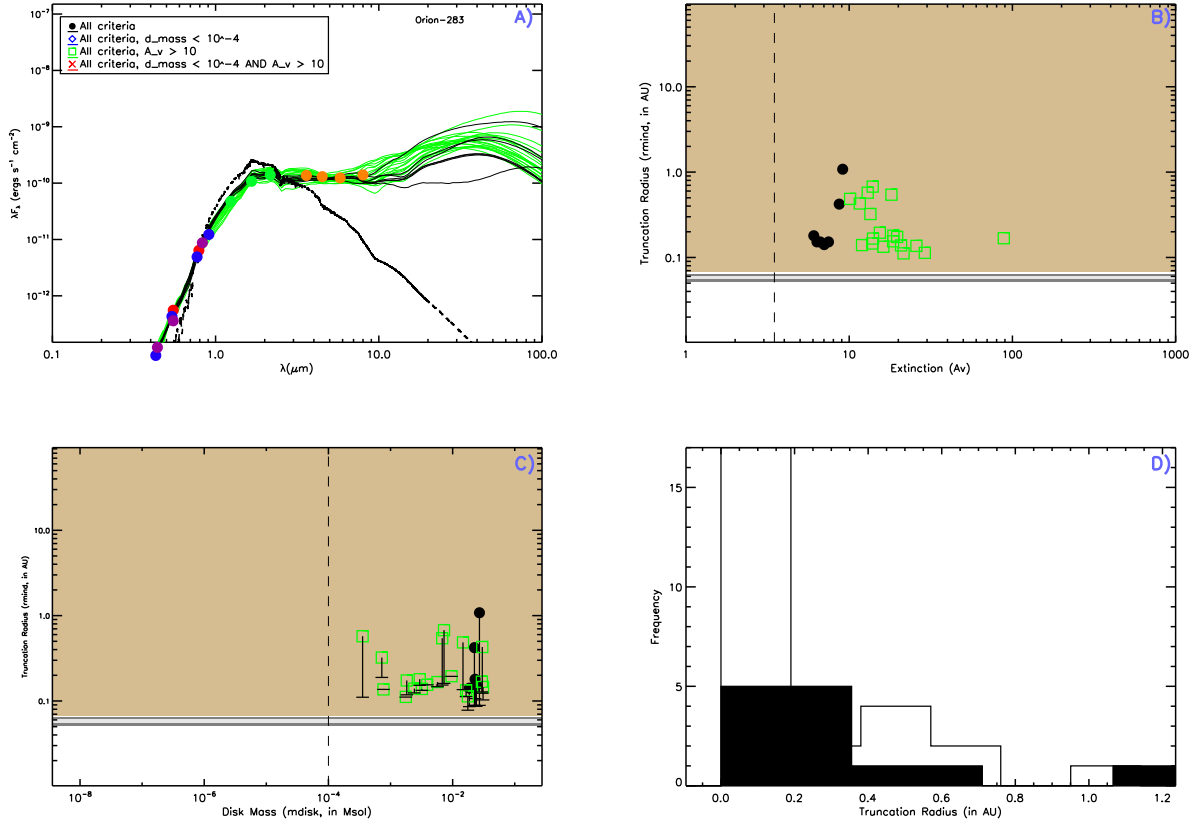 A)
Orion-283
All criteria
All criteria, d_mass < 10^-4
All criteria, A_v > 10
All criteria, d_mass < 10^-4 AND A_v > 10
λFλ (ergs s⁻¹ cm⁻²)
10⁻⁷
10⁻⁸
10⁻⁹
10⁻¹⁰
10⁻¹¹
10⁻¹²
0.1 1.0 10.0 100.0
λ(μm)
B)
Truncation Radius (rmind, in AU)
10.0
1.0
0.1
1 10 100 1000
Extinction (Av)
C)
Truncation Radius (rmind, in AU)
10.0
1.0
0.1
10⁻⁸ 10⁻⁶ 10⁻⁴ 10⁻²
Disk Mass (mdisk, in Msol)
D)
Frequency
15
10
5
0
0.0 0.2 0.4 0.6 0.8 1.0 1.2
Truncation Radius (in AU)